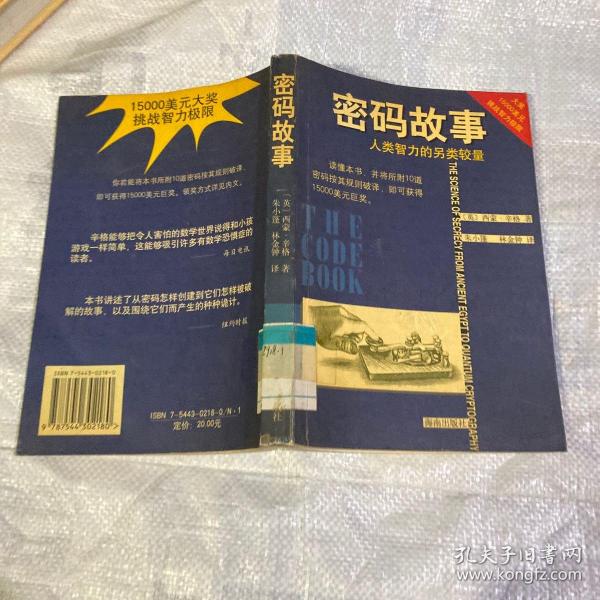 15000美元大奖
挑战智力极限
你若能将本书所附10道密码按其规则破译，
即可获得15000美元巨奖。领奖方式详见内文。
辛格能够把令人害怕的数学世界说得和小孩
游戏一样简单，这能够吸引许多有数学恐惧症的
读者。
每日电讯
本书讲述了从密码怎样创建到它们怎样被破
解的故事，以及围绕它们而产生的种种诡计。
纽约时报
ISBN 7-5443-0218-0
9 787544 302180 >
ISBN 7-5443-0218-0/N·1
定价：20.00元
密码故事
〔英〕西蒙·辛格 著
朱小蓬 林金钟 译
社
大奖
15000美元
挑战智力极限
密码故事
人类智力的另类较量
读懂本书，并将所附10道
密码按其规则破译，即可获得
15000美元巨奖。
THE
CODE
BOOK
THE SCIENCE OF SECRECY FROM ANCIENT EGYPT TO QUANTUM CRYPTOGRAPHY
〔英〕西蒙·辛格 著
朱小蓬 林金钟 译
海南出版社
孔夫子旧书网
www.kongfz.com